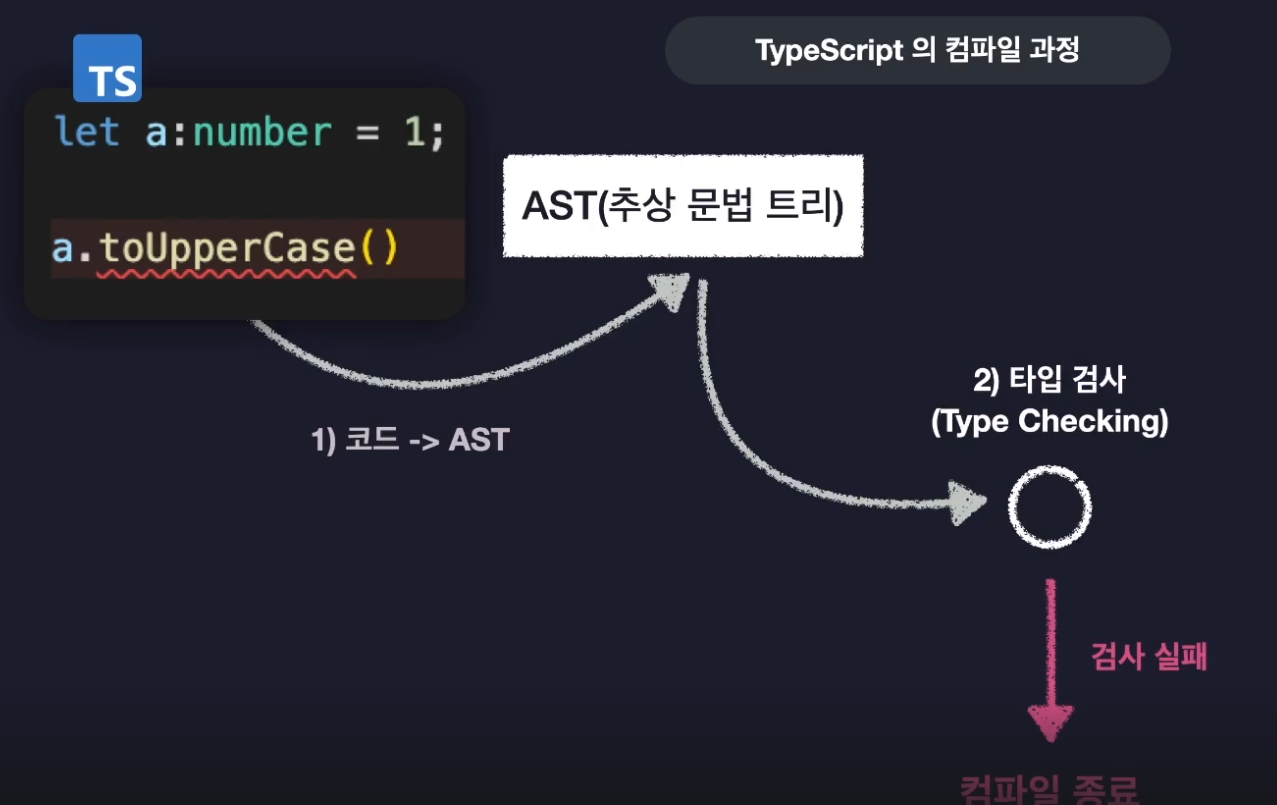 TypeScript 의 컴파일 과정
TS
let a:number = 1;
a.toUpperCase()
AST(추상 문법 트리)
1) 코드 -> AST
2) 타입 검사
(Type Checking)
검사 실패
컴파일 종료